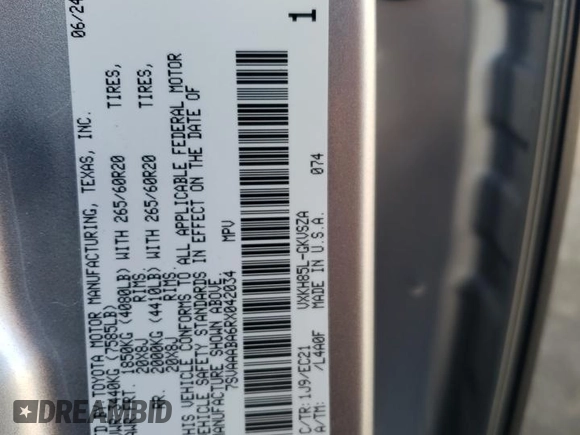 06/24
TOYOTA MOTOR MANUFACTURING, TEXAS, INC.
3440KG (7585LB)
1850KG (4080LB) WITH 265/60R20 TIRES,
20X8J RIMS
RR. 2000KG (4410LB) WITH 265/60R20 TIRES,
20X8J RIMS
THIS VEHICLE CONFORMS TO ALL APPLICABLE FEDERAL MOTOR
VEHICLE SAFETY STANDARDS IN EFFECT ON THE DATE OF
MANUFACTURE SHOWN ABOVE.
7SVAAABA6RX042034 MPV
1
C/TR: 1J9/EC21 VXKH85L-GKVSZA
A/TM: /L4A0F MADE IN U.S.A. 074
DREAMBID